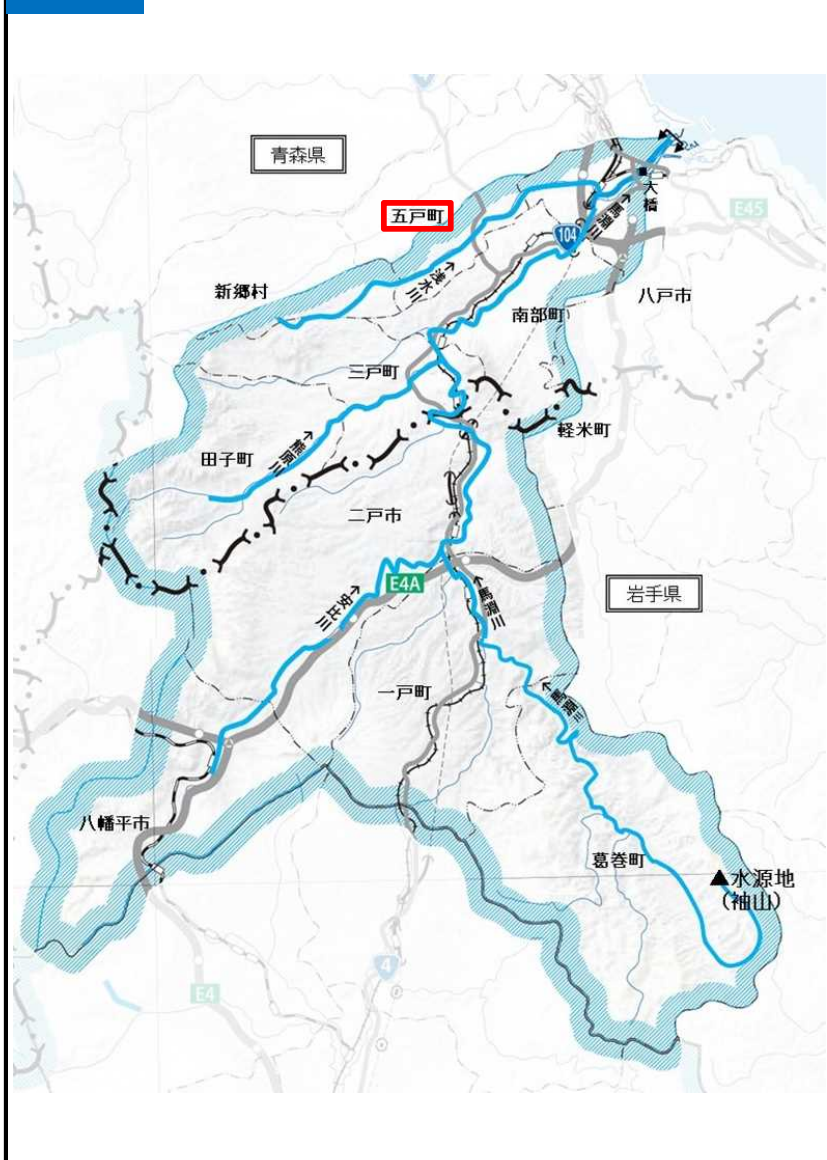 青森県
大橋
↑馬淵川
E45
五戸町
104
↑浅水川
新郷村
八戸市
南部町
三戸町
軽米町
田子町
↑熊原川
二戸市
E4A
岩手県
↑安比川
↑馬淵川
一戸町
↑馬淵川
八幡平市
葛巻町
▲水源地
(袖山)
4
E4